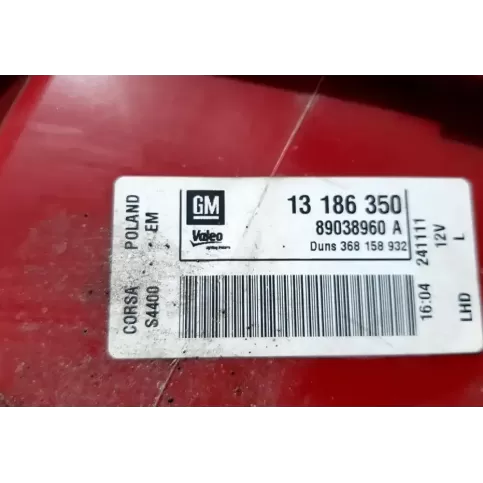 CORSA POLAND
S4400 EM
GM
Valeo
13 186 350
89038960 A
Duns 368 158 932
16:04 241111
LHD L 12V